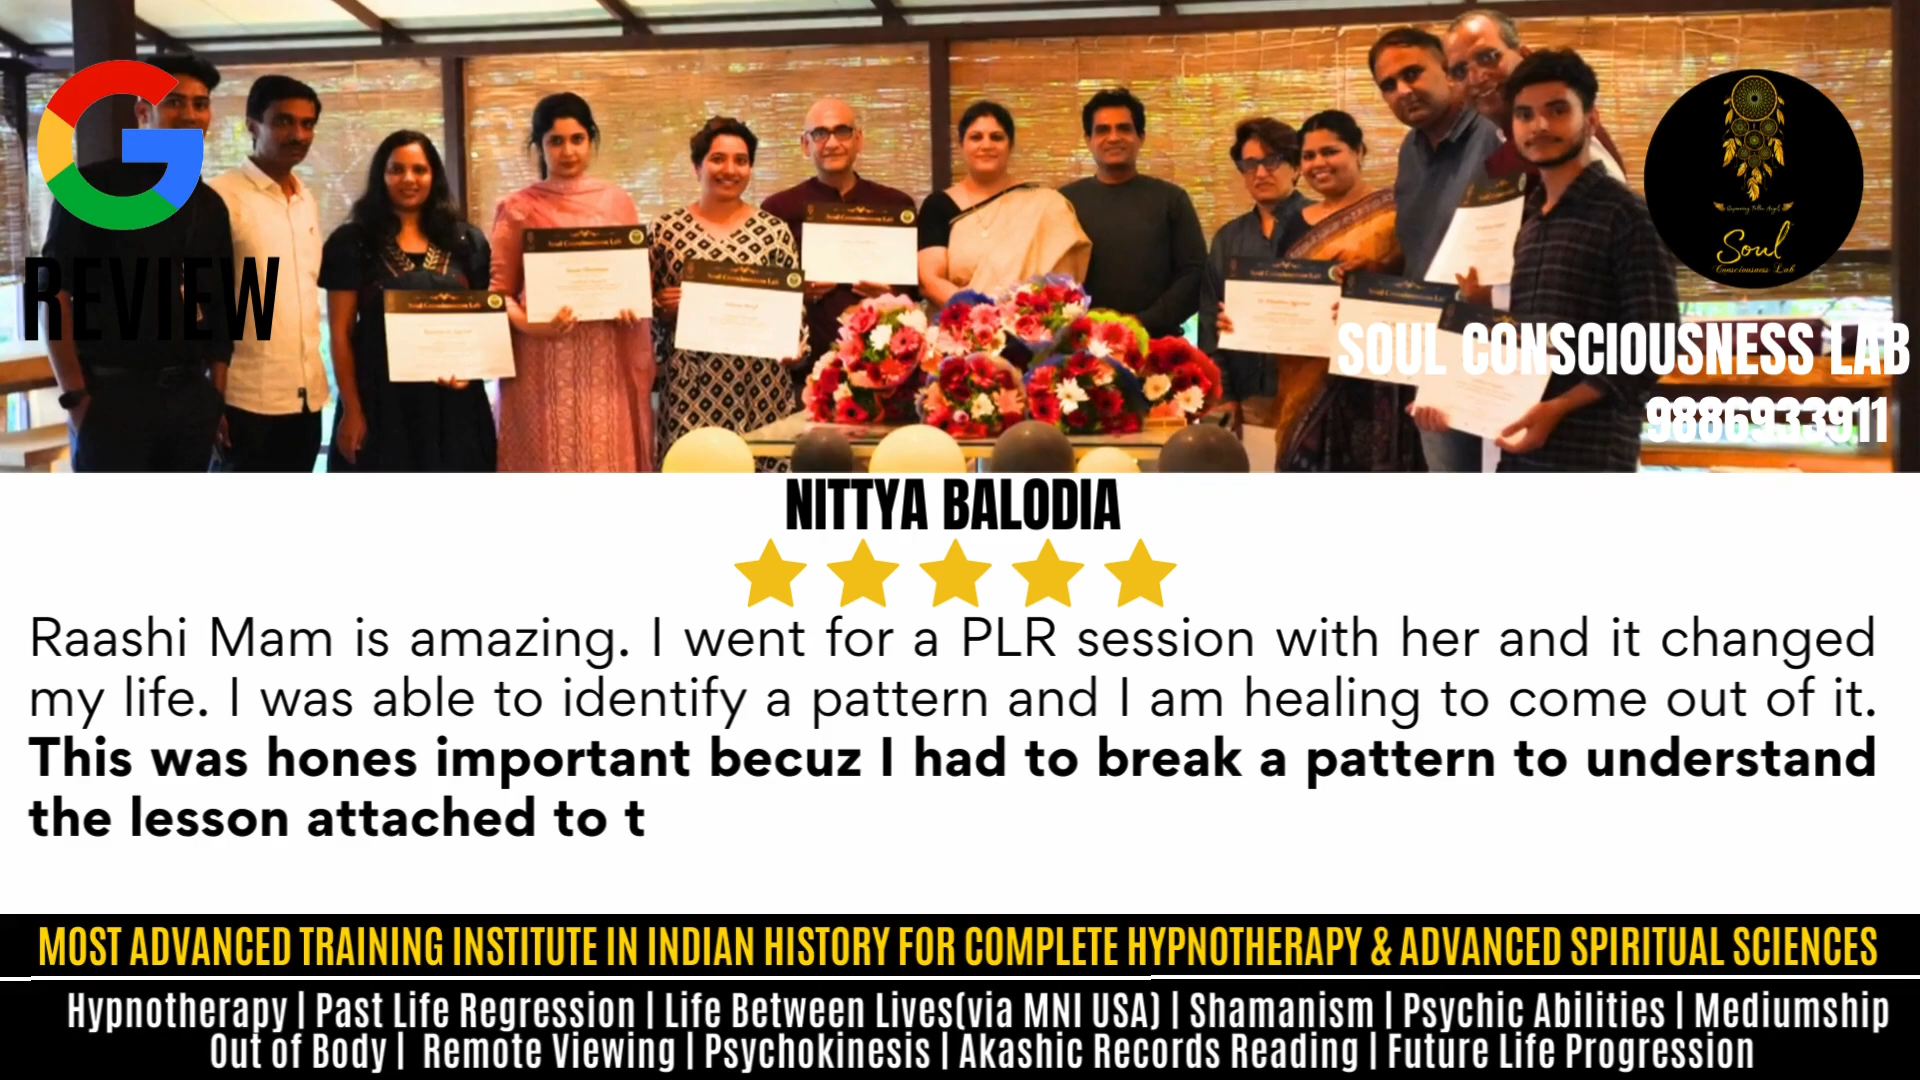 REVIEW
Soul
Consciousness Lab
SOUL CONSCIOUSNESS LAB
9886933911
NITTYA BALODIA
Raashi Mam is amazing. I went for a PLR session with her and it changed
my life. I was able to identify a pattern and I am healing to come out of it.
This was hones important becuz I had to break a pattern to understand
the lesson attached to t
MOST ADVANCED TRAINING INSTITUTE IN INDIAN HISTORY FOR COMPLETE HYPNOTHERAPY & ADVANCED SPIRITUAL SCIENCES
Hypnotherapy | Past Life Regression | Life Between Lives(via MNI USA) | Shamanism | Psychic Abilities | Mediumship
Out of Body | Remote Viewing | Psychokinesis | Akashic Records Reading | Future Life Progression